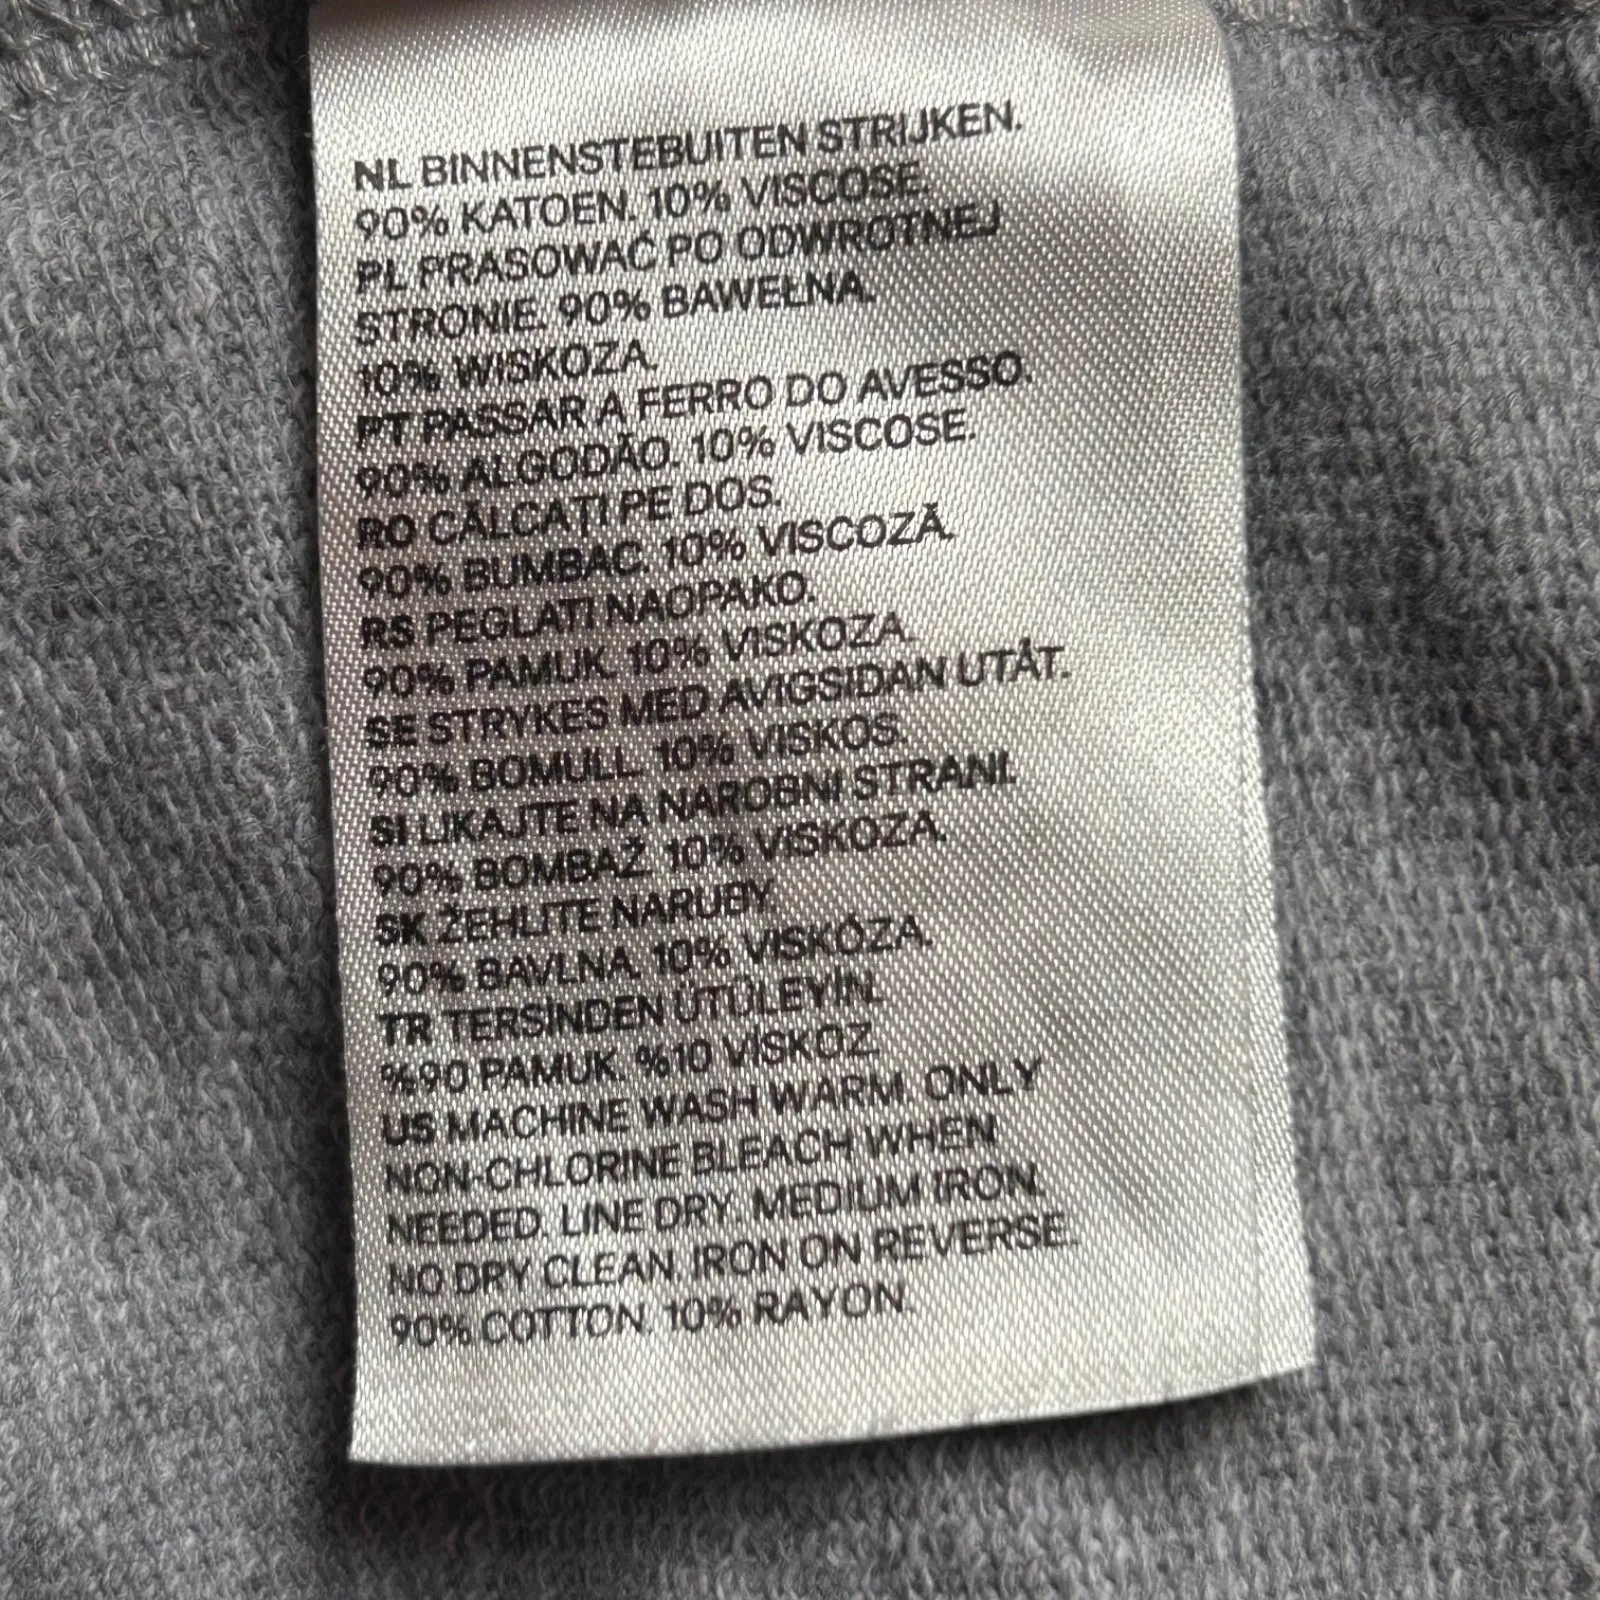 NL BINNENSTEBUITEN STRIJKEN.
90% KATOEN. 10% VISCOSE.
PL PRASOWAĆ PO ODWROTNEJ
STRONIE. 90% BAWEŁNA.
10% WISKOZA.
PT PASSAR A FERRO DO AVESSO.
90% ALGODÃO. 10% VISCOSE.
RO CĂLCAȚI PE DOS.
90% BUMBAC. 10% VISCOZĂ.
RS PEGLATI NAOPAKO.
90% PAMUK. 10% VISKOZA.
SE STRYKES MED AVIGSIDAN UTÅT.
90% BOMULL. 10% VISKOS.
SI LIKAJTE NA NAROBNI STRANI.
90% BOMBAŽ. 10% VISKOZA.
SK ŽEHLITE NARUBY.
90% BAVLNA. 10% VISKÓZA.
TR TERSİNDEN ÜTÜLEYİN.
%90 PAMUK. %10 VİSKOZ.
US MACHINE WASH WARM. ONLY
NON-CHLORINE BLEACH WHEN
NEEDED. LINE DRY. MEDIUM IRON.
NO DRY CLEAN. IRON ON REVERSE.
90% COTTON. 10% RAYON.